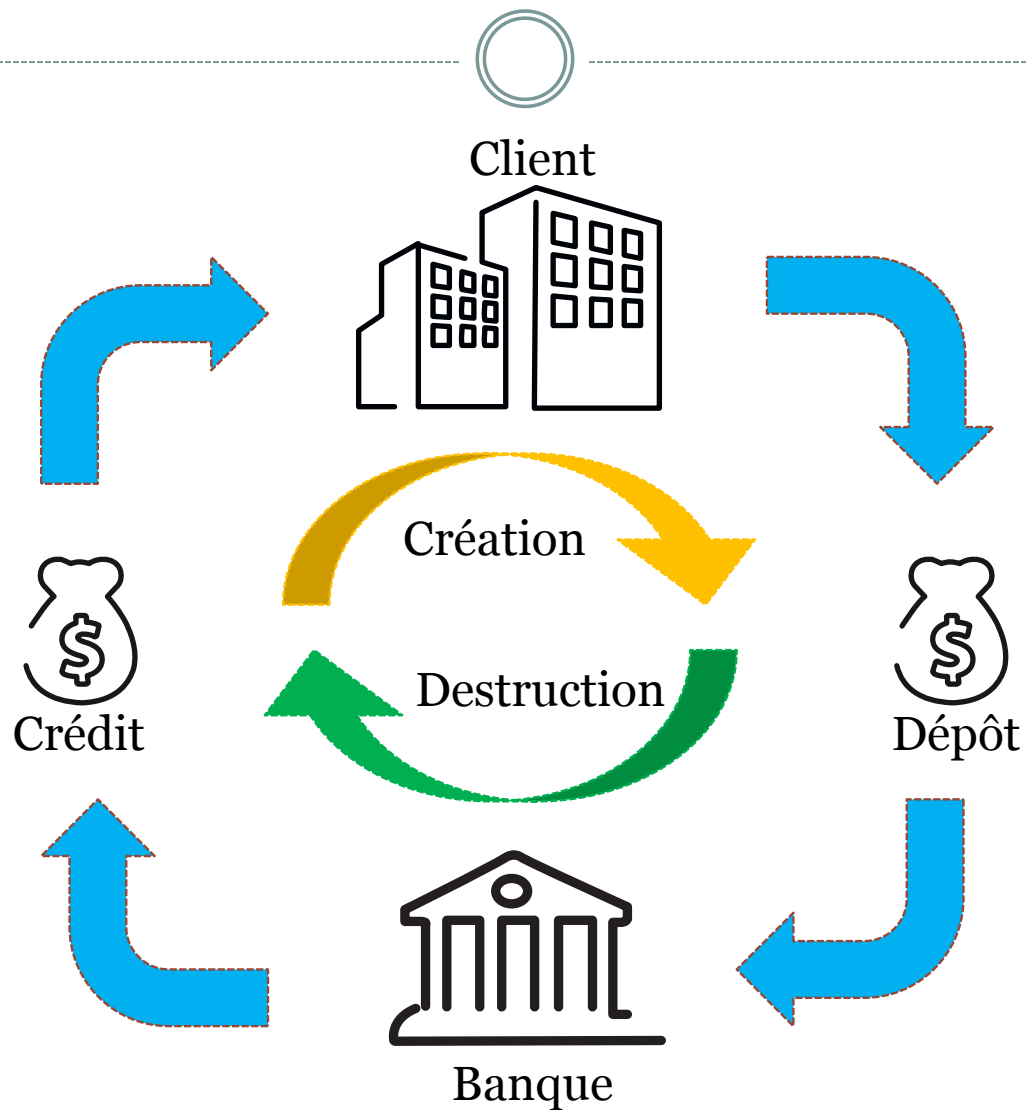 Client
Création
Destruction
$
$
Crédit
Dépôt
Banque